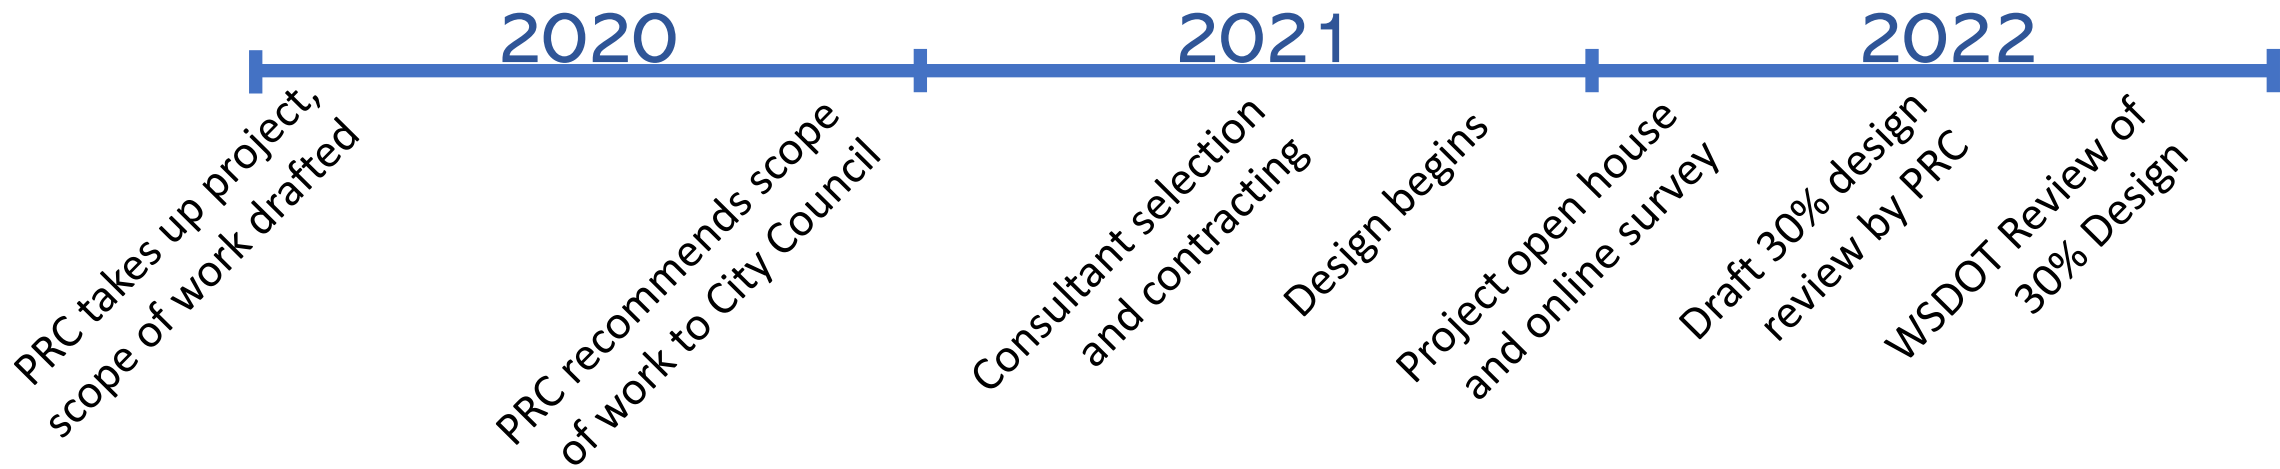 2020
2021
2022
PRC takes up project,
scope of work drafted
PRC recommends scope
of work to City Council
Consultant selection
and contracting
Design begins
Project open house
and online survey
Draft 30% design
review by PRC
WSDOT Review of
30% Design